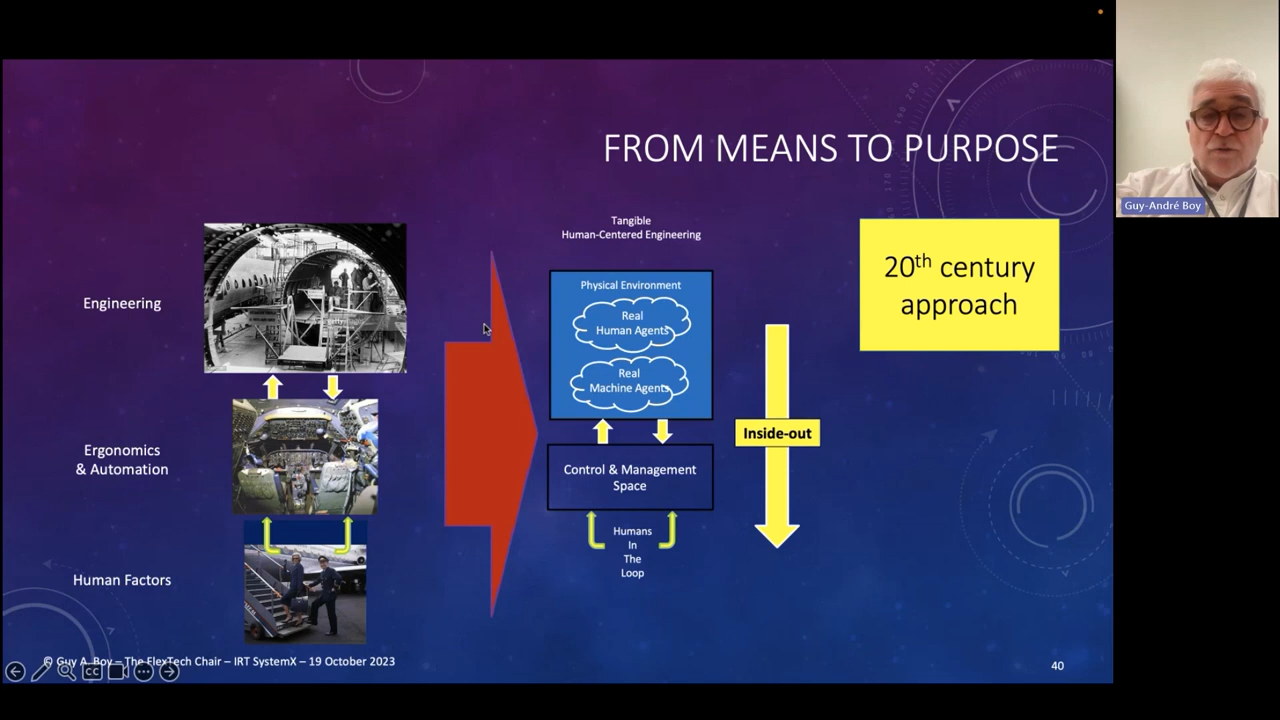 FROM MEANS TO PURPOSE
Guy-André Boy
Engineering
Ergonomics
& Automation
Human Factors
Tangible
Human-Centered Engineering
Physical Environment
Real
Human Agents
Real
Machine Agents
Control & Management
Space
Humans
In
The
Loop
Inside-out
20th century
approach
© Guy A. Boy – The FlexTech Chair – IRT SystemX – 19 October 2023
CC
40